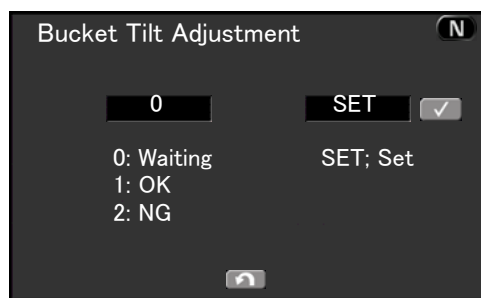 Bucket Tilt Adjustment N
0 SET
0: Waiting SET; Set
1: OK
2: NG